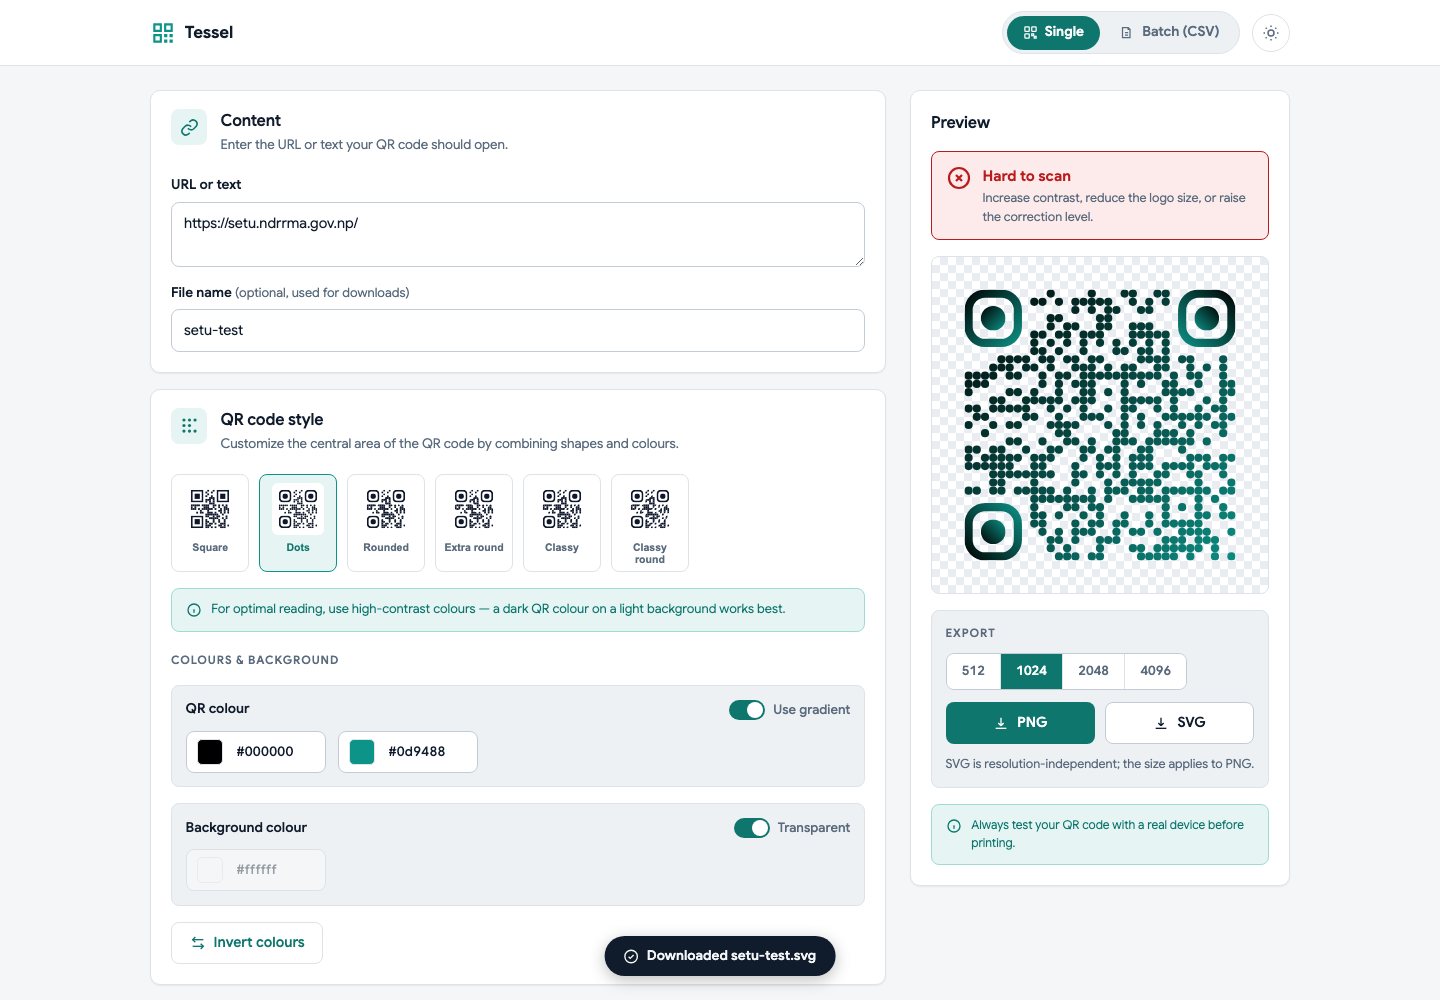 Tessel
Single
Batch (CSV)
Content
Enter the URL or text your QR code should open.
URL or text
https://setu.ndrrma.gov.np/
File name (optional, used for downloads)
setu-test
QR code style
Customize the central area of the QR code by combining shapes and colours.
Square
Dots
Rounded
Extra round
Classy
Classy
round
For optimal reading, use high-contrast colours — a dark QR colour on a light background works best.
COLOURS & BACKGROUND
QR colour
Use gradient
#000000
#0d9488
Background colour
Transparent
#ffffff
Invert colours
Preview
Hard to scan
Increase contrast, reduce the logo size, or raise
the correction level.
EXPORT
512
1024
2048
4096
PNG
SVG
SVG is resolution-independent; the size applies to PNG.
Always test your QR code with a real device before
printing.
Downloaded setu-test.svg